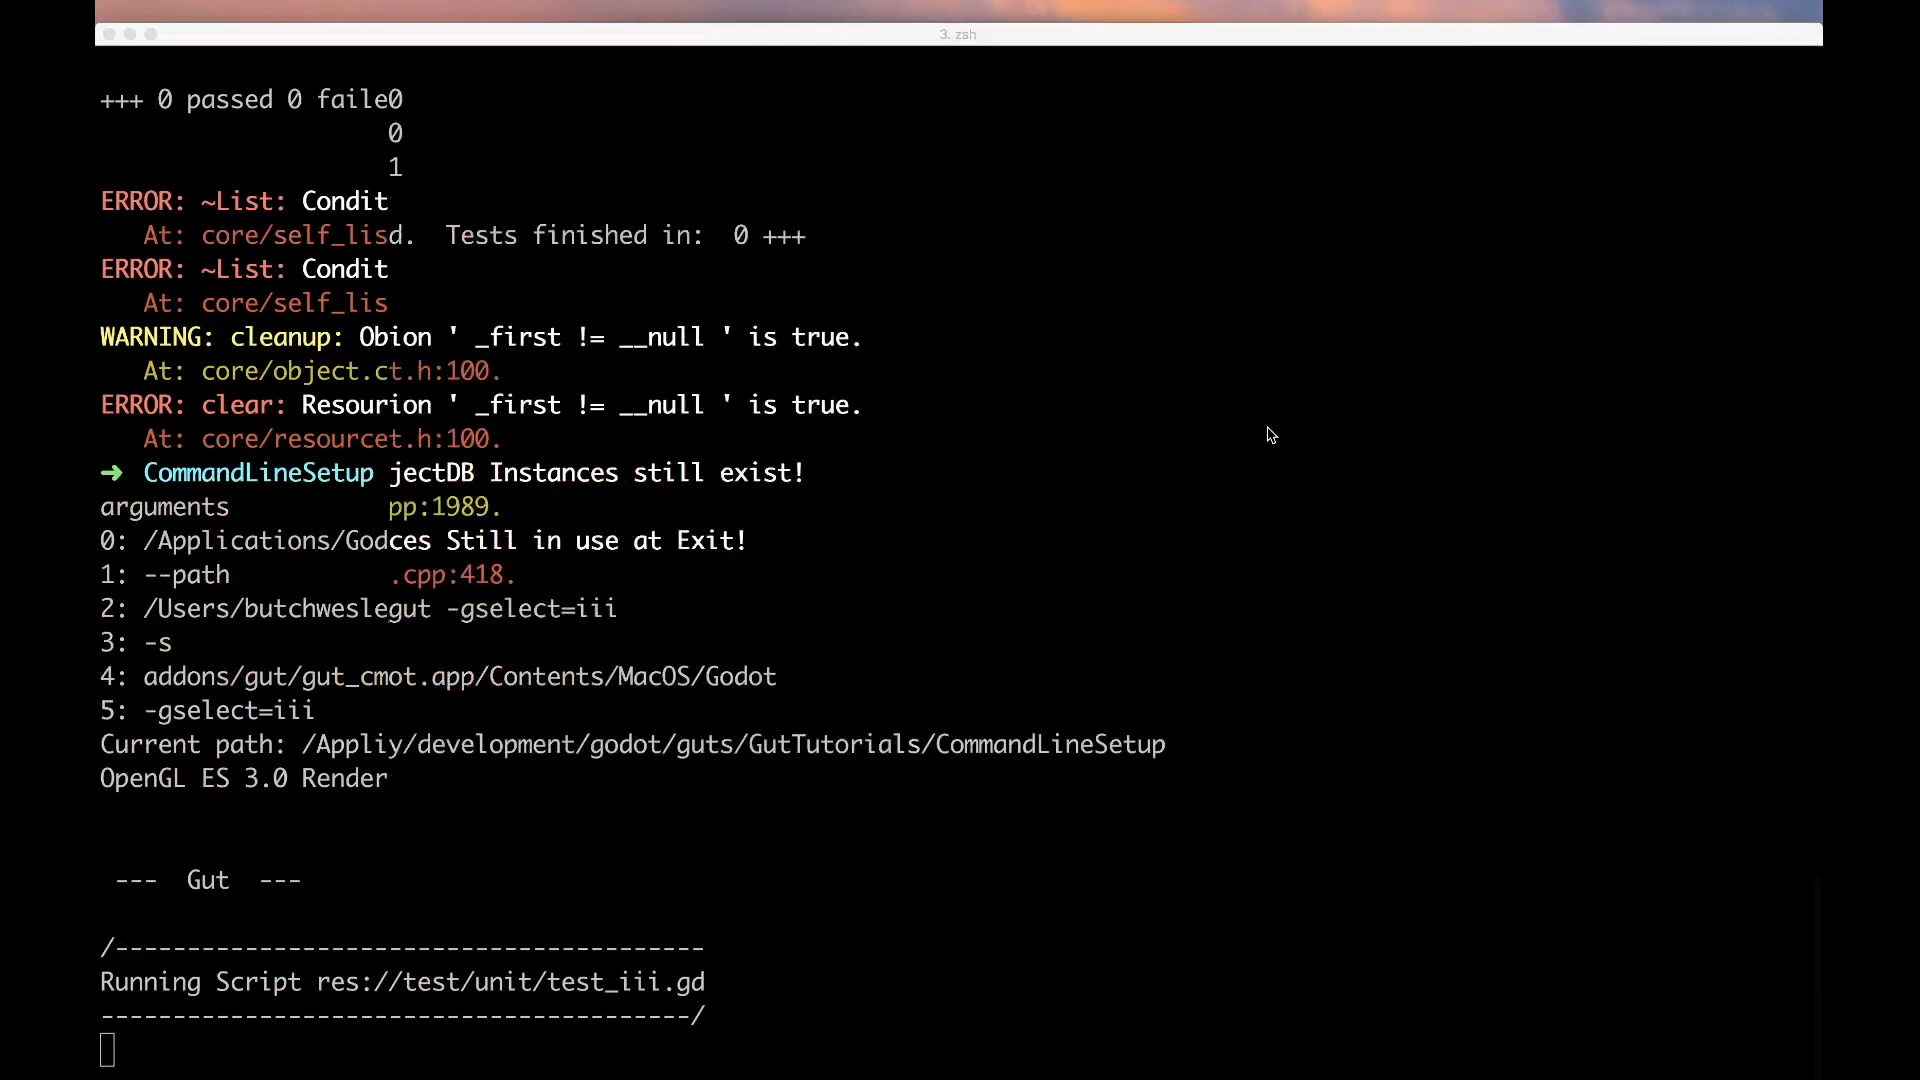 3. zsh
+++ 0 passed 0 faile0
0
1
ERROR: ~List: Condit
At: core/self_lisd.  Tests finished in:  0 +++
ERROR: ~List: Condit
At: core/self_lis
WARNING: cleanup: Obion ' _first != __null ' is true.
At: core/object.ct.h:100.
ERROR: clear: Resourion ' _first != __null ' is true.
At: core/resourcet.h:100.
➜ CommandLineSetup jectDB Instances still exist!
arguments pp:1989.
0: /Applications/Godces Still in use at Exit!
1: --path .cpp:418.
2: /Users/butchweslegut -gselect=iii
3: -s
4: addons/gut/gut_cmot.app/Contents/MacOS/Godot
5: -gselect=iii
Current path: /Appliy/development/godot/guts/GutTutorials/CommandLineSetup
OpenGL ES 3.0 Render
---  Gut  ---
/-----------------------------------------
Running Script res://test/unit/test_iii.gd
-----------------------------------------/